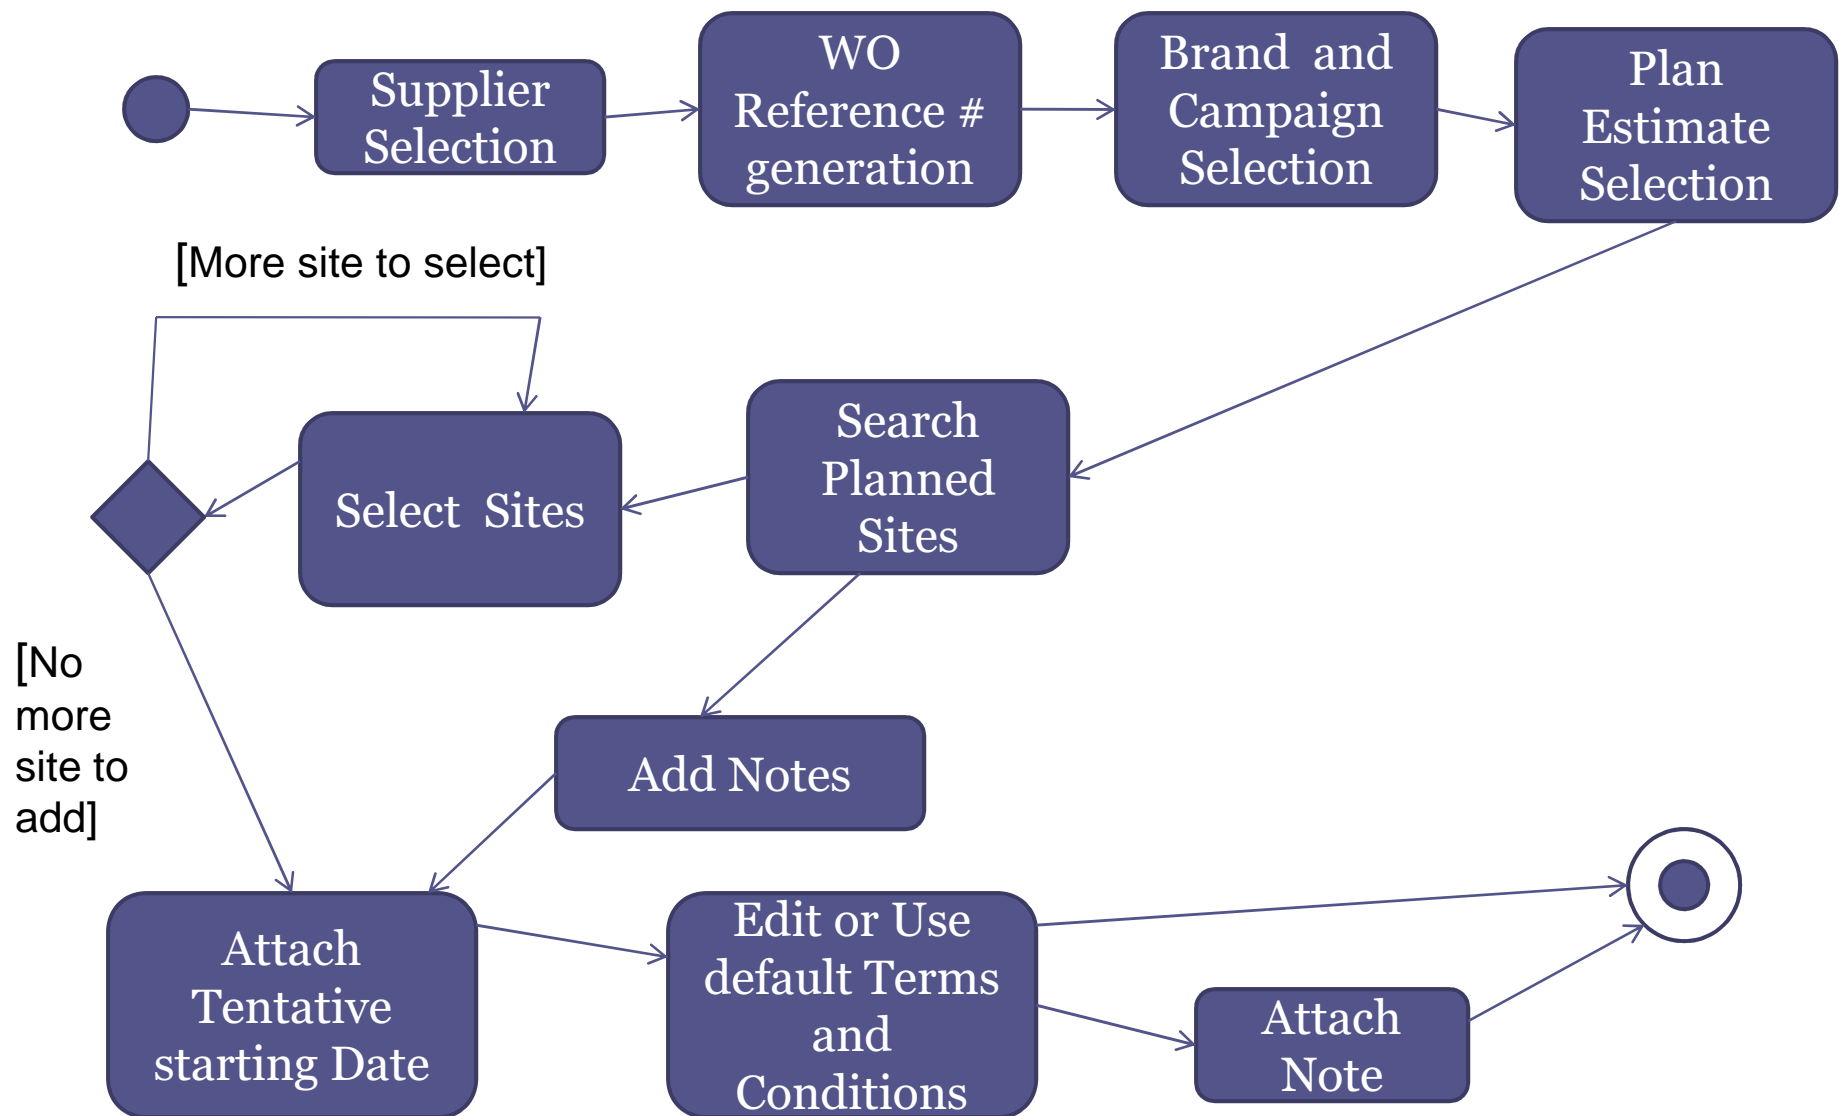 Supplier
Selection
WO
Reference #
generation
Brand and
Campaign
Selection
Plan
Estimate
Selection
[More site to select]
Search
Planned
Sites
Select Sites
[No
more
site to
add]
Add Notes
Attach
Tentative
starting Date
Edit or Use
default Terms
and
Conditions
Attach
Note